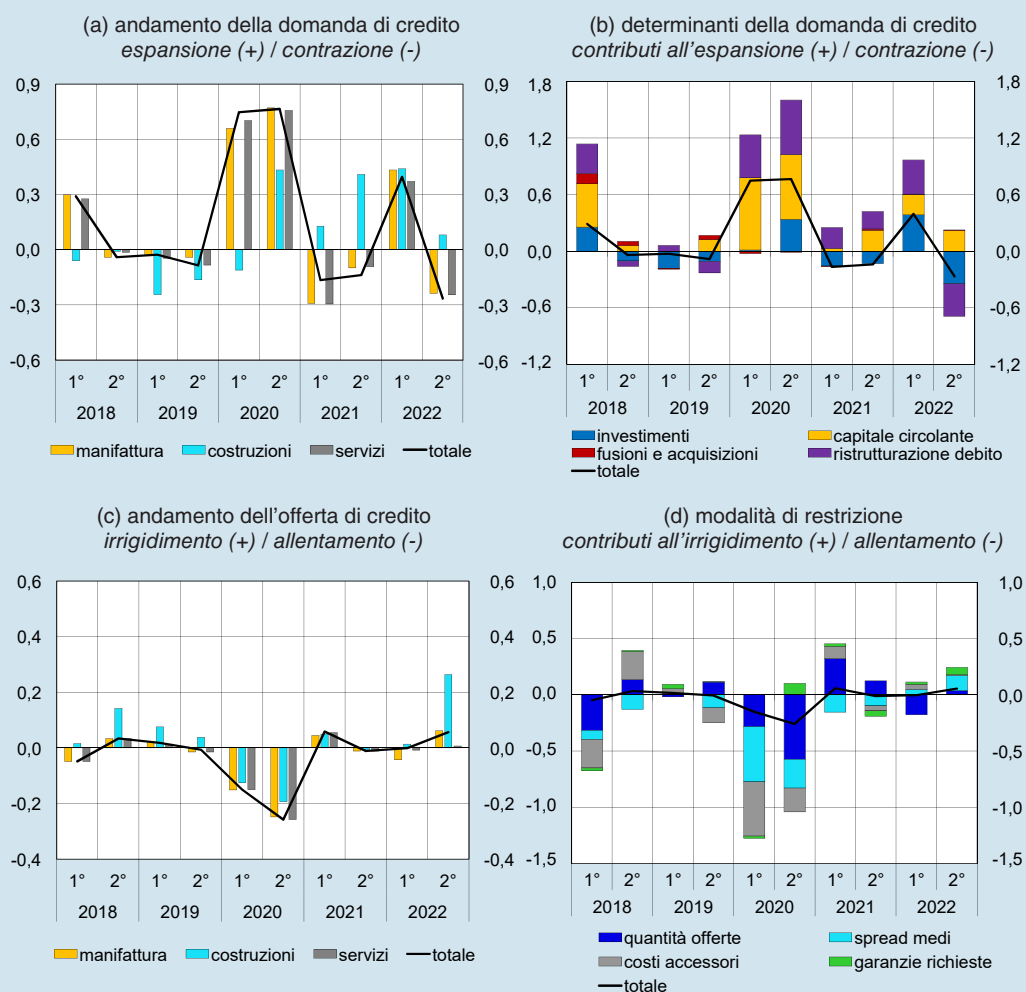 (a) andamento della domanda di credito
espansione (+) / contrazione (-)
0,9 0,9
0,6 0,6
0,3 0,3
0,0 0,0
-0,3 -0,3
-0,6 -0,6
1° 2° 1° 2° 1° 2° 1° 2° 1° 2°
2018 2019 2020 2021 2022
manifattura costruzioni servizi totale
(b) determinanti della domanda di credito
contributi all'espansione (+) / contrazione (-)
1,8 1,8
1,2 1,2
0,6 0,6
0,0 0,0
-0,6 -0,6
-1,2 -1,2
1° 2° 1° 2° 1° 2° 1° 2° 1° 2°
2018 2019 2020 2021 2022
investimenti capitale circolante
fusioni e acquisizioni ristrutturazione debito
totale
(c) andamento dell'offerta di credito
irrigidimento (+) / allentamento (-)
0,6 0,6
0,4 0,4
0,2 0,2
0,0 0,0
-0,2 -0,2
-0,4 -0,4
1° 2° 1° 2° 1° 2° 1° 2° 1° 2°
2018 2019 2020 2021 2022
manifattura costruzioni servizi totale
(d) modalità di restrizione
contributi all'irrigidimento (+) / allentamento (-)
1,0 1,0
0,5 0,5
0,0 0,0
-0,5 -0,5
-1,0 -1,0
-1,5 -1,5
1° 2° 1° 2° 1° 2° 1° 2° 1° 2°
2018 2019 2020 2021 2022
quantità offerte spread medi
costi accessori garanzie richieste
totale